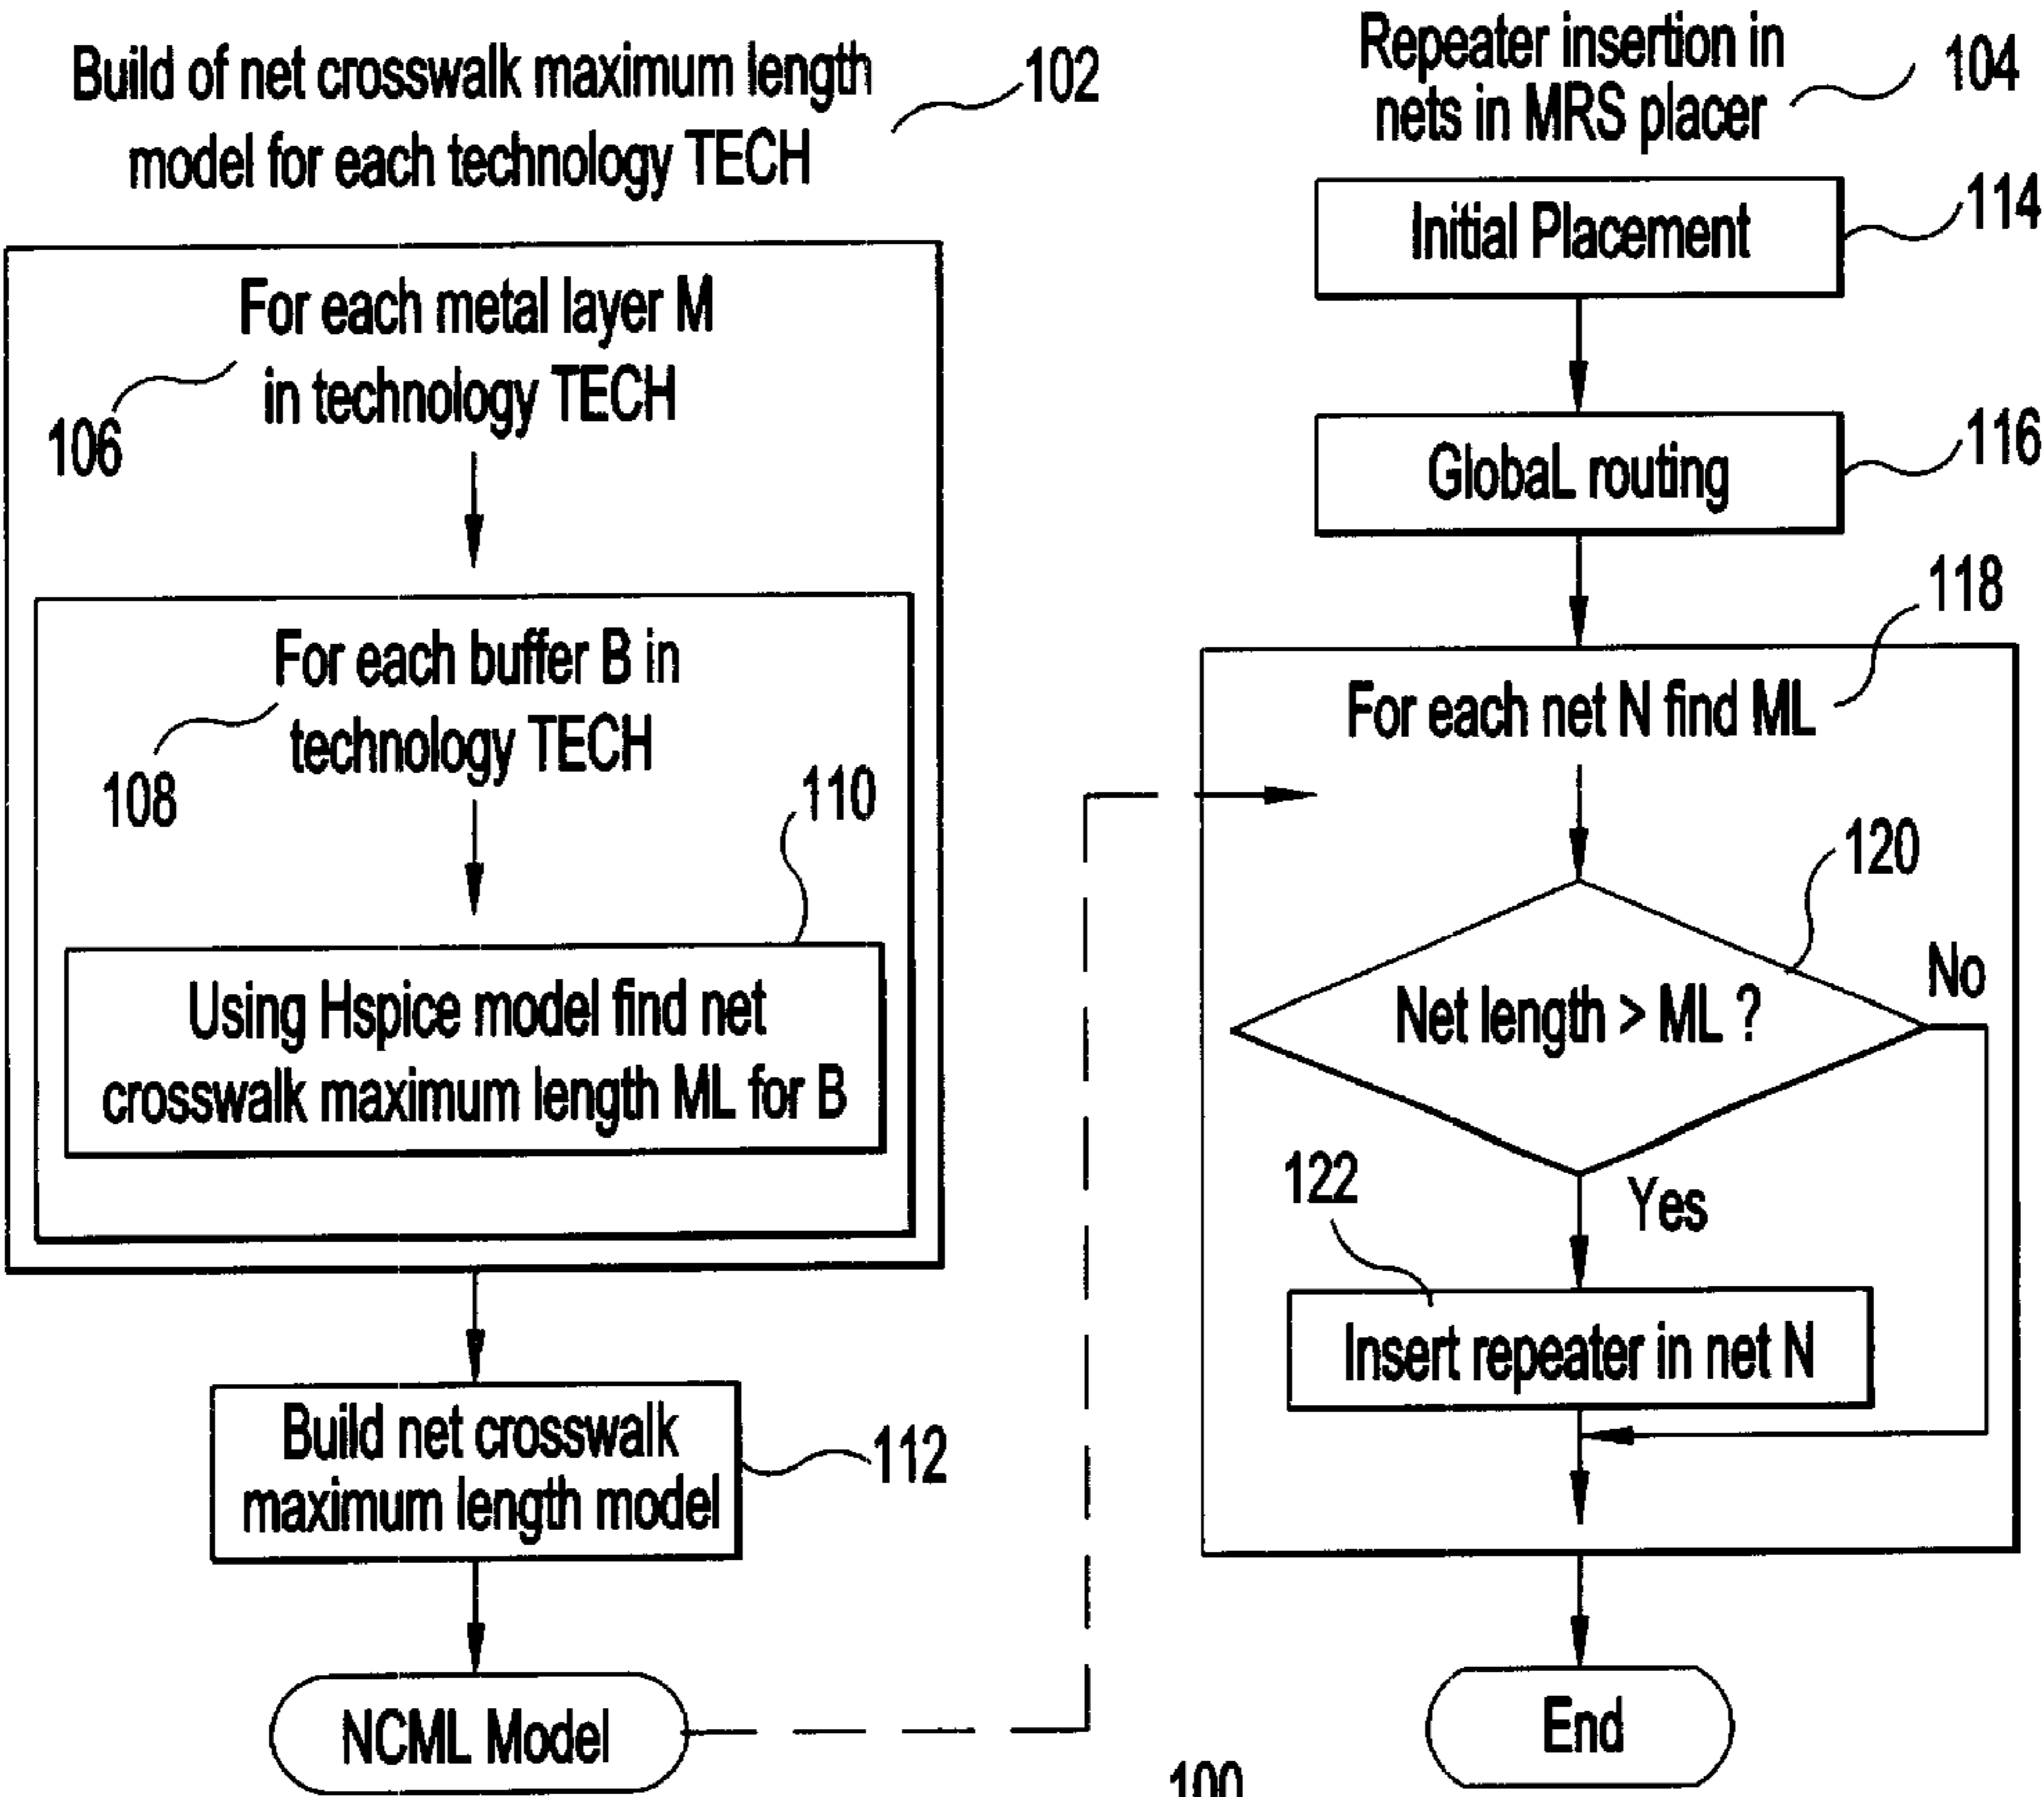 Build of net crosswalk maximum length
model for each technology TECH
102
For each metal layer M
in technology TECH
106
For each buffer B in
technology TECH
108
110
Using Hspice model find net
crosswalk maximum length ML for B
Build net crosswalk
maximum length model
112
NCML Model
Repeater insertion in
nets in MRS placer
104
Initial Placement
114
GlobaL routing
116
118
For each net N find ML
120
Net length > ML ?
No
Yes
122
Insert repeater in net N
End
100